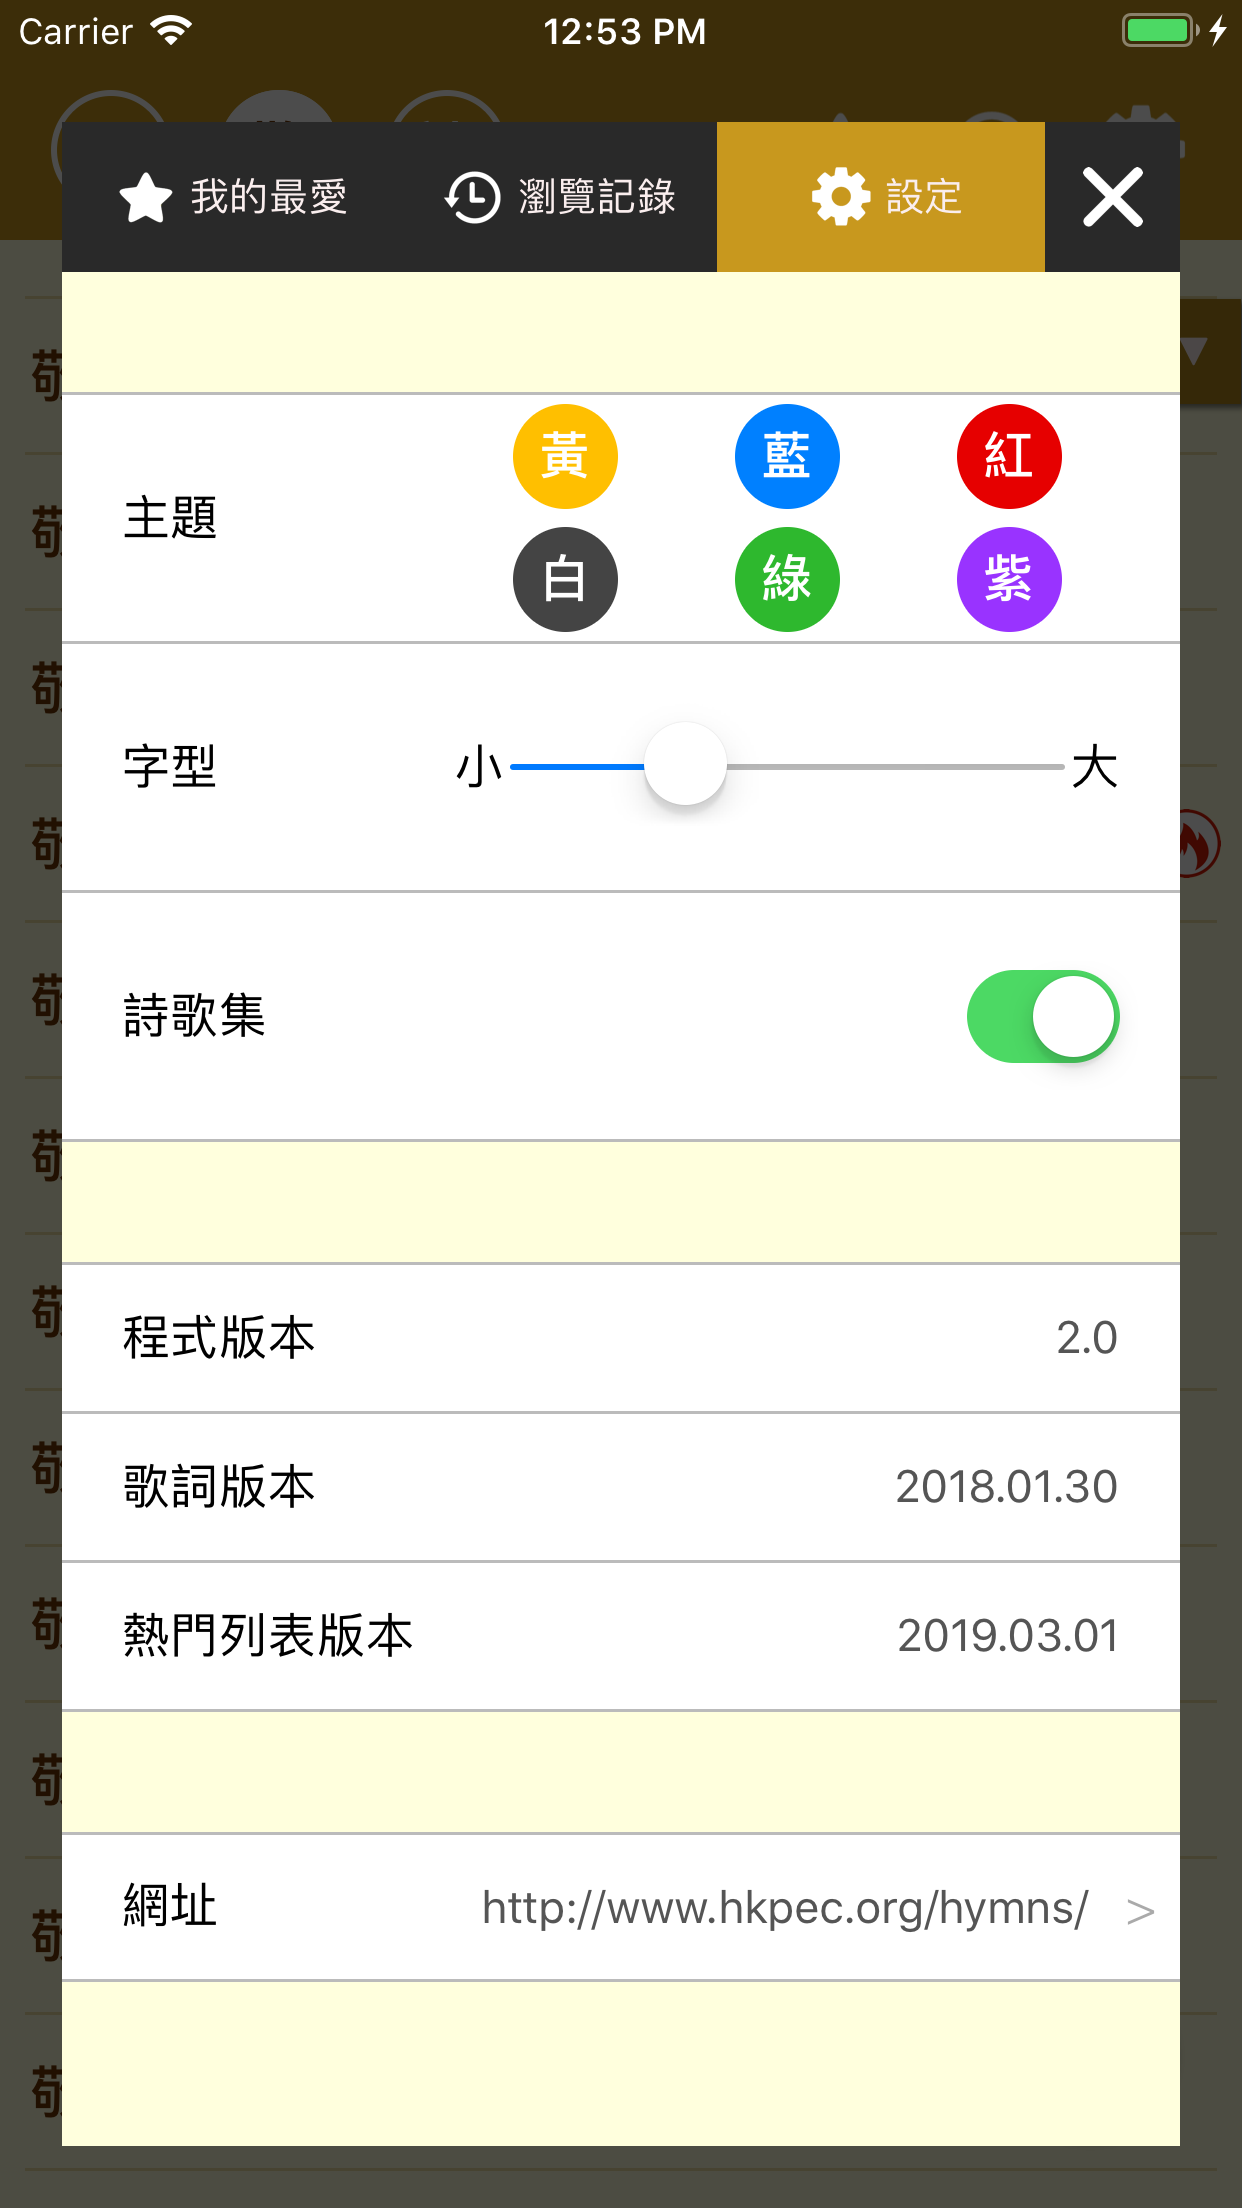 Carrier 12:53 PM
我的最愛 瀏覽記錄 設定
黃 藍 紅
主題
白 綠 紫
字型 小 大
詩歌集
程式版本 2.0
歌詞版本 2018.01.30
熱門列表版本 2019.03.01
網址 http://www.hkpec.org/hymns/ >